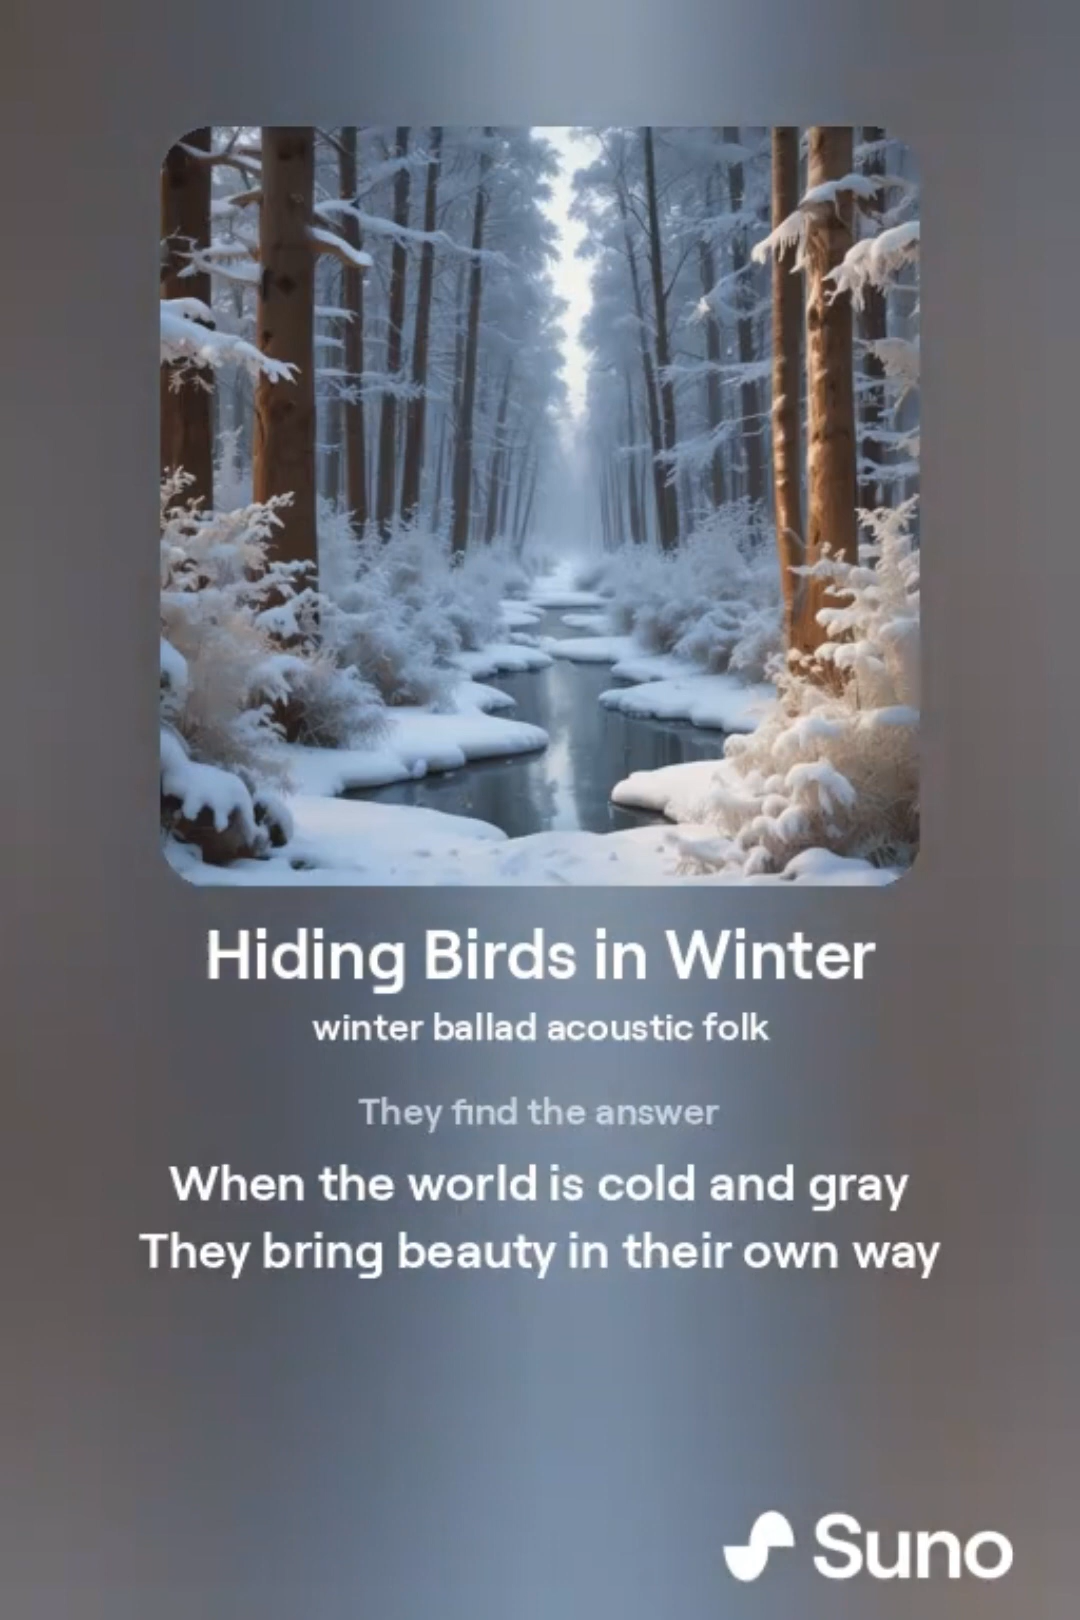 Hiding Birds in Winter
winter ballad acoustic folk
They find the answer
When the world is cold and gray
They bring beauty in their own way
Suno